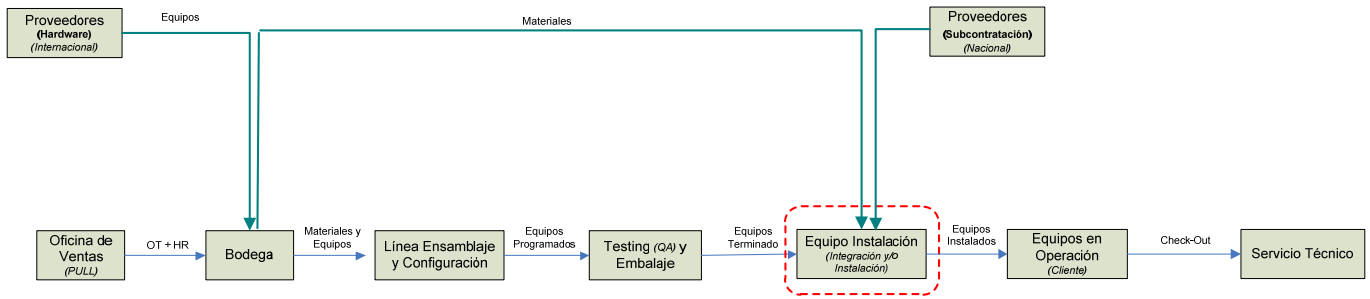 Proveedores
(Hardware)
(Internacional)
Equipos
Materiales
Proveedores
(Subcontratación)
(Nacional)
Oficina de
Ventas
(PULL)
OT + HR
Bodega
Materiales y
Equipos
Línea Ensamblaje
y Configuración
Equipos
Programados
Testing (QA) y
Embalaje
Equipos
Terminado
Equipo Instalación
(Integración y/o
Instalación)
Equipos
Instalados
Equipos en
Operación
(Cliente)
Check-Out
Servicio Técnico